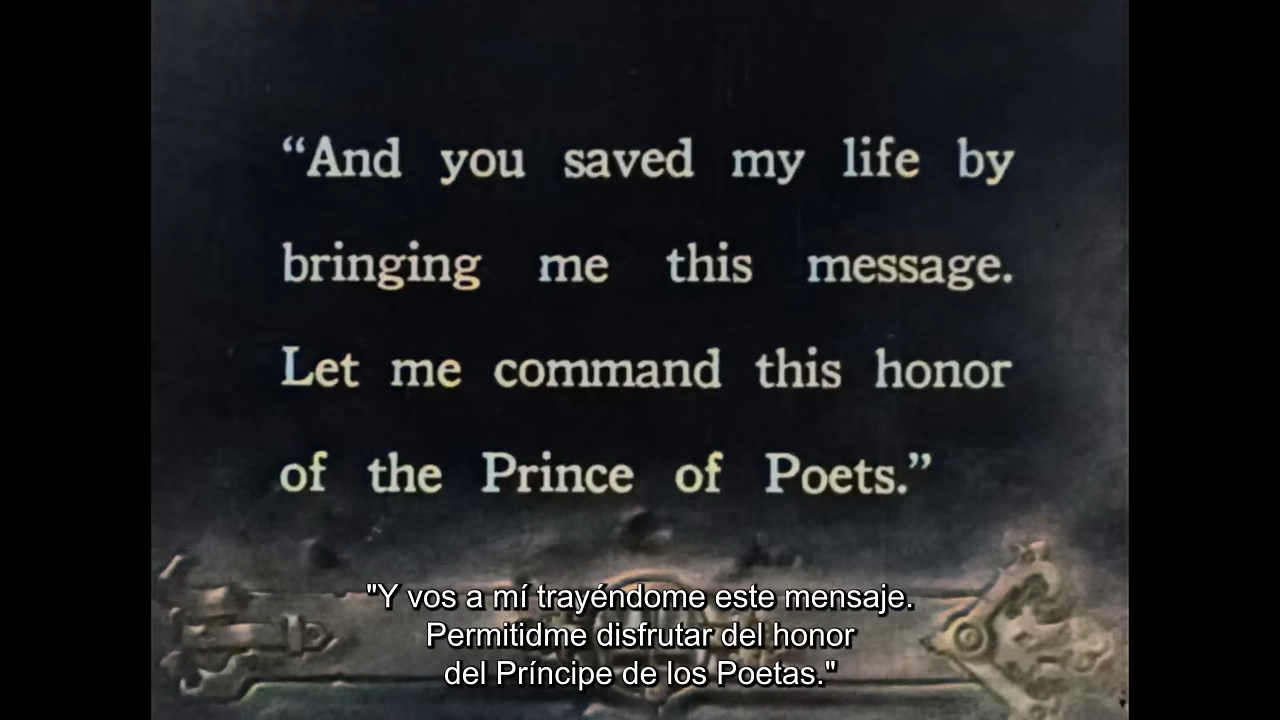 “And you saved my life by
bringing me this message.
Let me command this honor
of the Prince of Poets.”
"Y vos a mí trayéndome este mensaje.
Permitidme disfrutar del honor
del Príncipe de los Poetas."